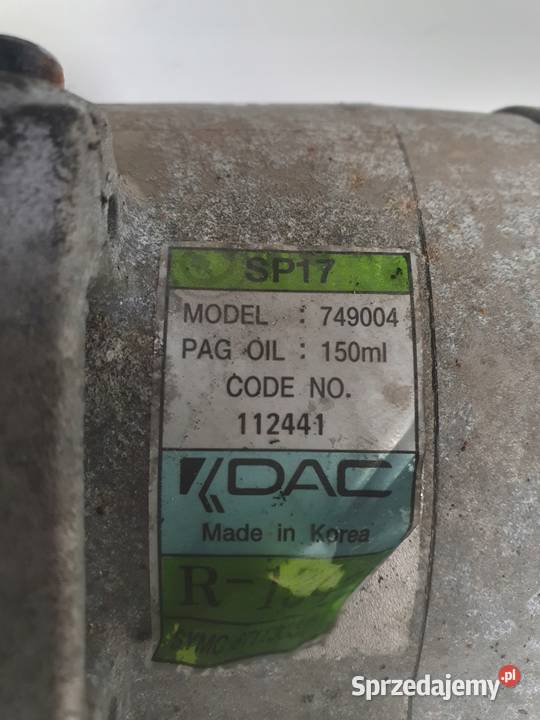 SP17
MODEL : 749004
PAG OIL : 150ml
CODE NO.
112441
DAC
Made in Korea
Sprzedajemy.pl